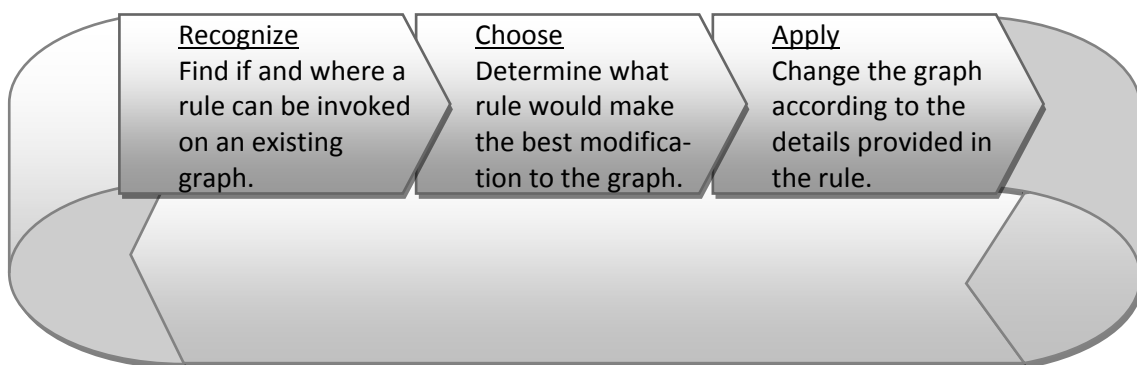 Recognize
Find if and where a
rule can be invoked
on an existing
graph.
Choose
Determine what
rule would make
the best modifica-
tion to the graph.
Apply
Change the graph
according to the
details provided in
the rule.